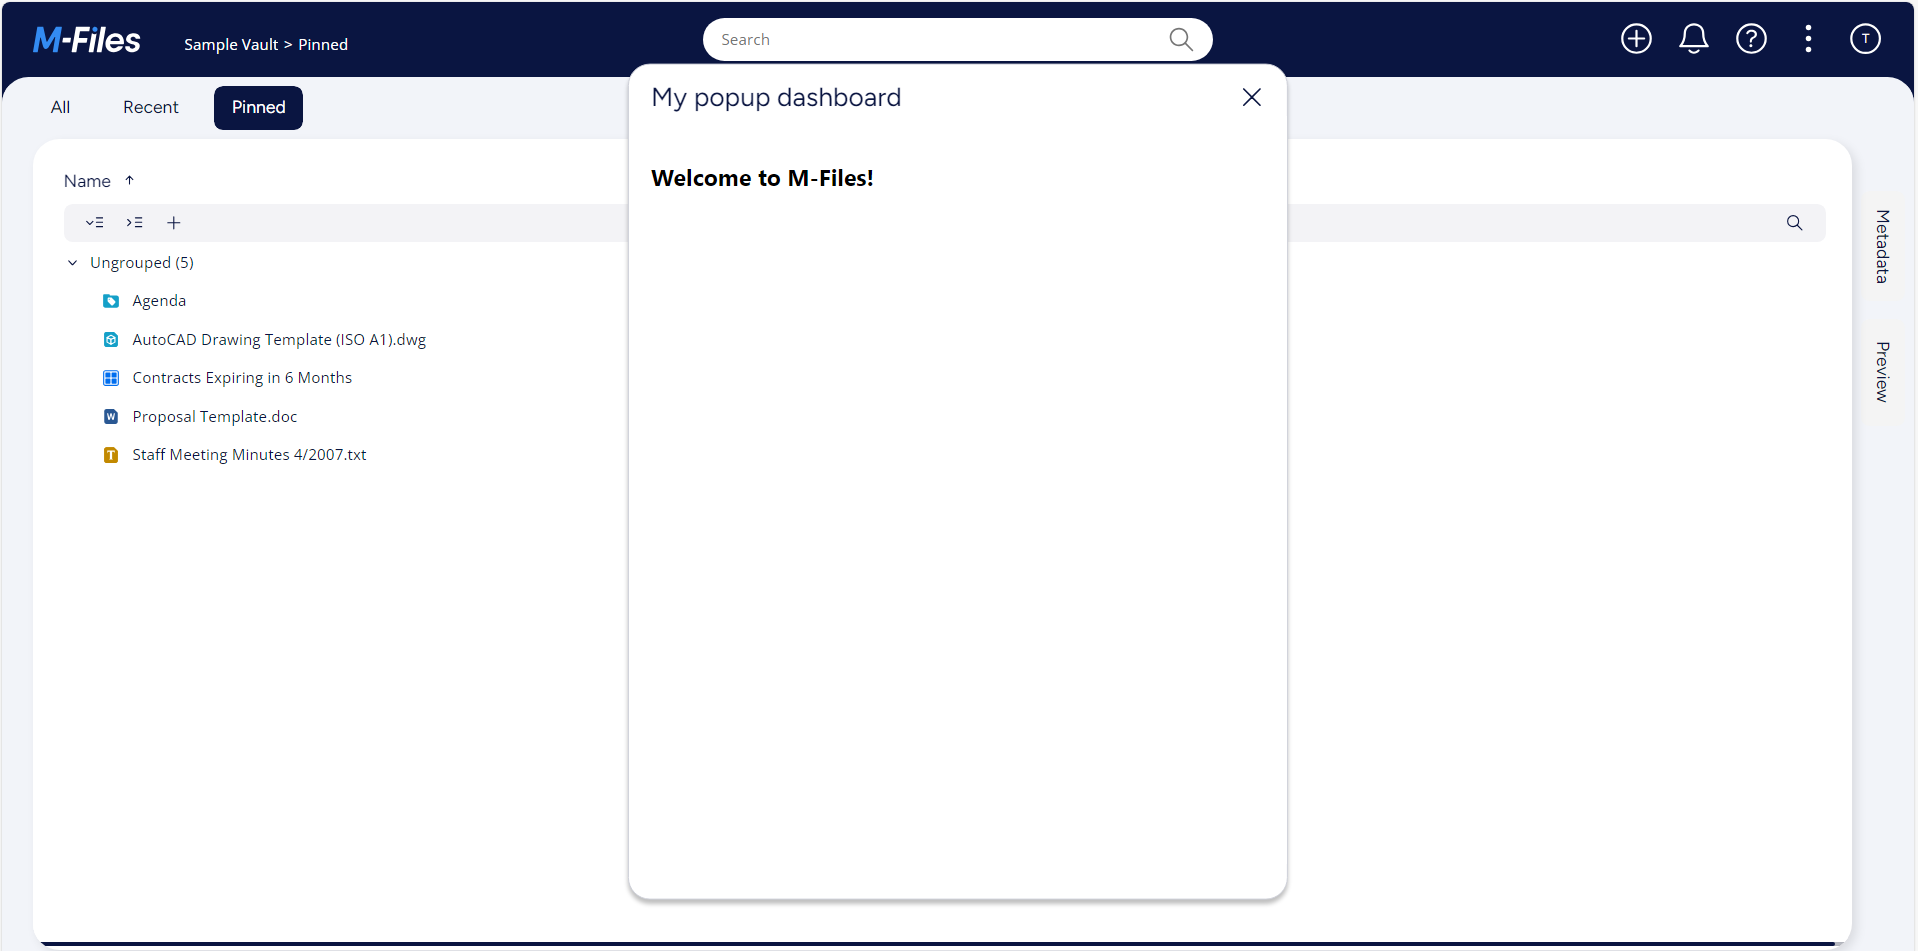 M-Files
Sample Vault > Pinned
Search
T
All
Recent
Pinned
My popup dashboard
Welcome to M-Files!
Name
Ungrouped (5)
Agenda
AutoCAD Drawing Template (ISO A1).dwg
Contracts Expiring in 6 Months
W Proposal Template.doc
T Staff Meeting Minutes 4/2007.txt
Metadata
Preview